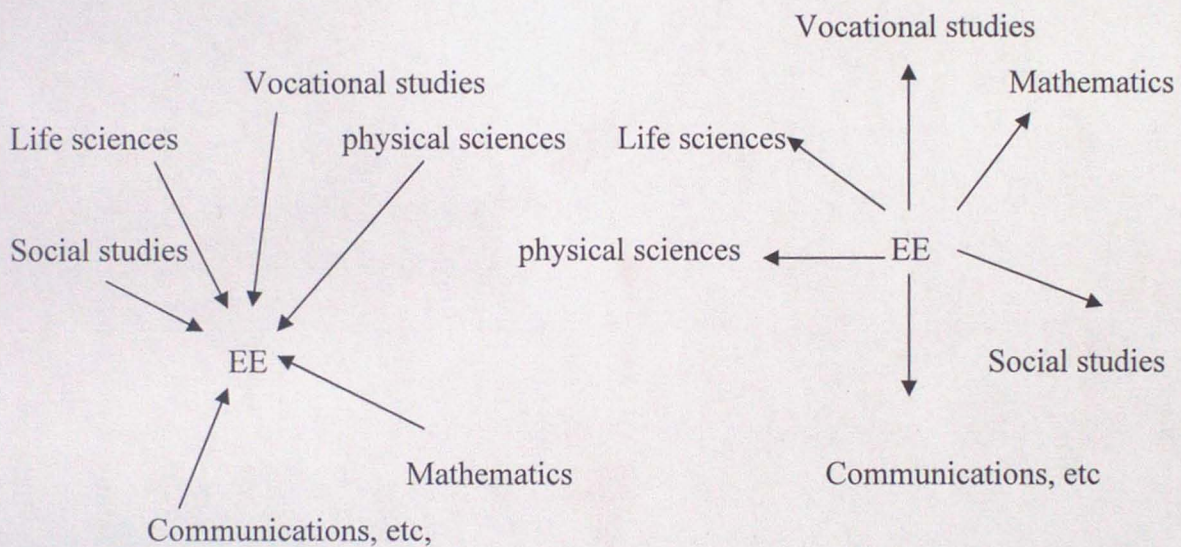 Vocational studies
Life sciences
physical sciences
Social studies
EE
Mathematics
Communications, etc,
Vocational studies
Mathematics
Life sciences
physical sciences
EE
Social studies
Communications, etc